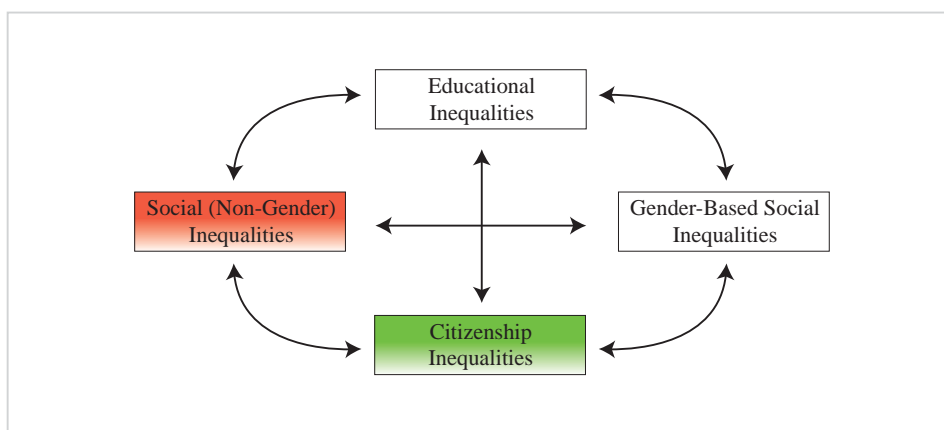 Educational
Inequalities
Social (Non-Gender)
Inequalities
Gender-Based Social
Inequalities
Citizenship
Inequalities